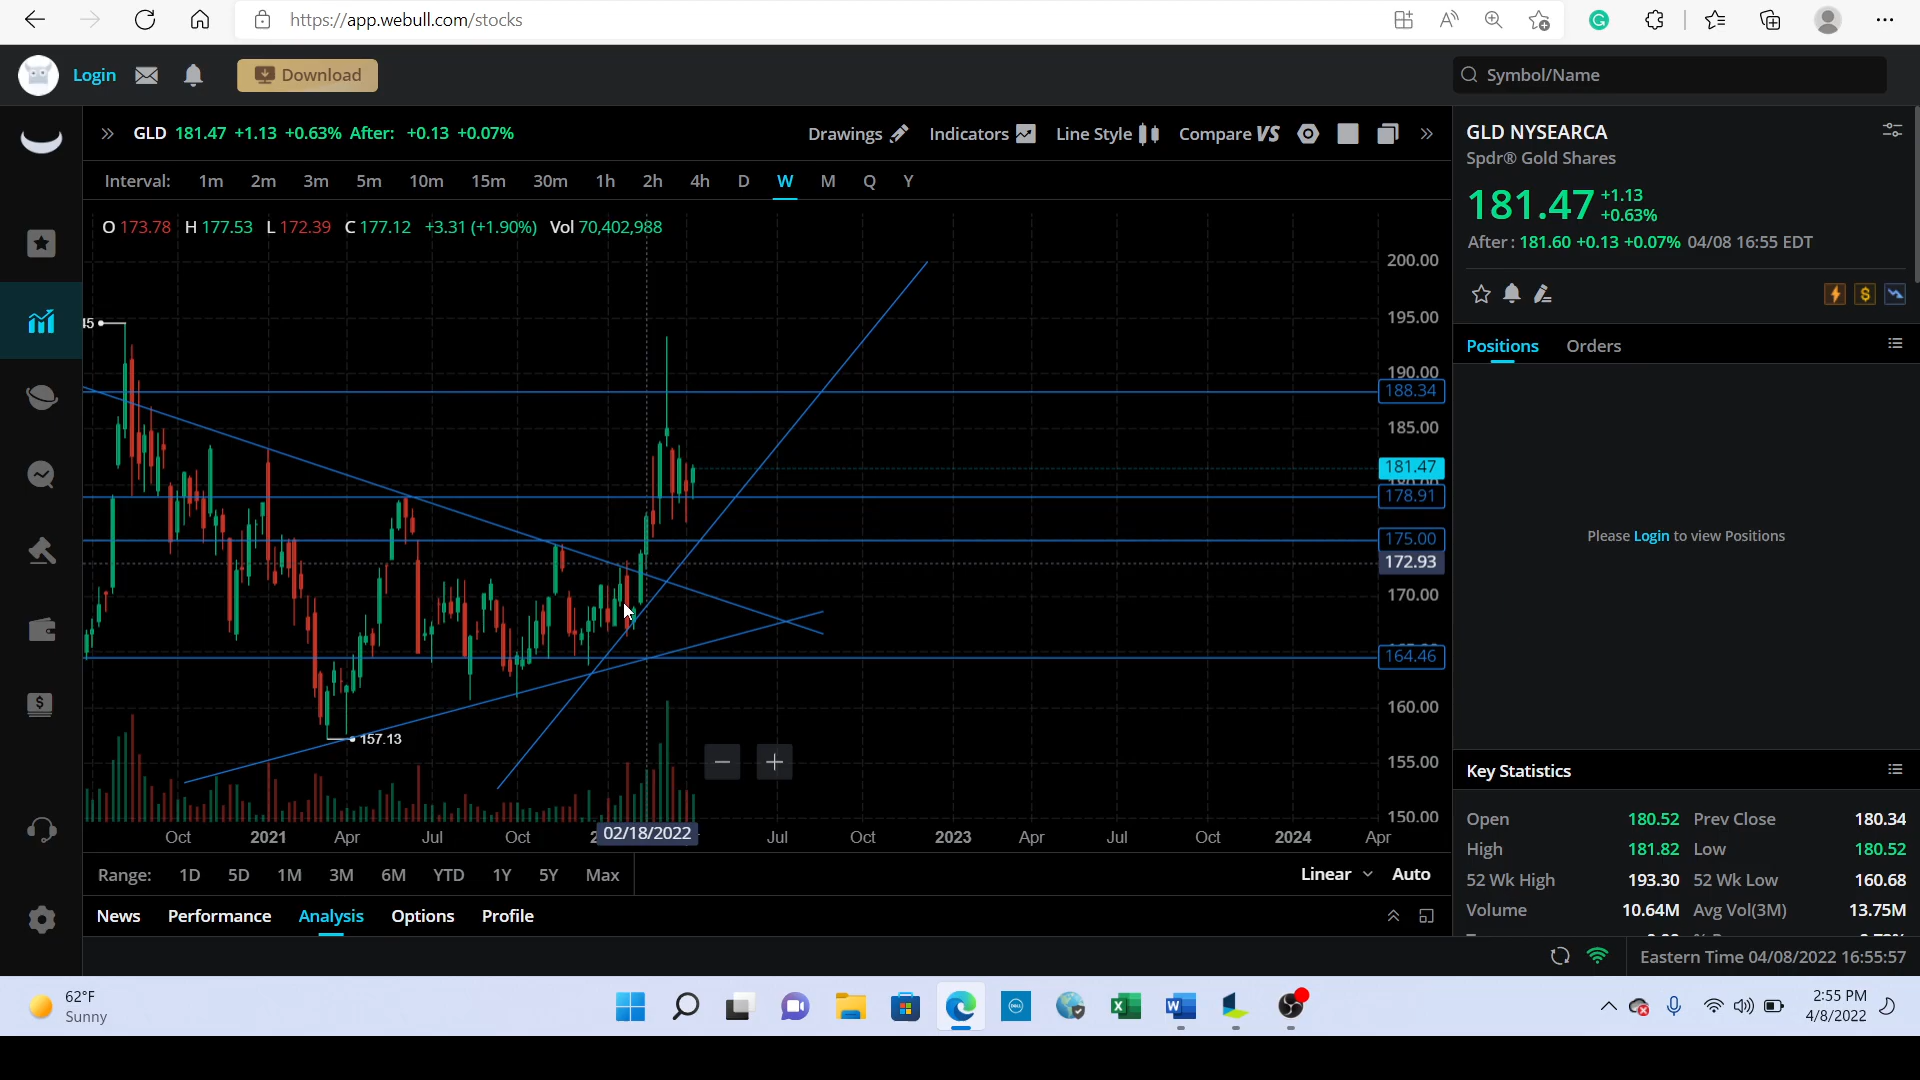 https://app.webull.com/stocks
Login
Download
Symbol/Name
GLD 181.47 +1.13 +0.63% After: +0.13 +0.07%
Drawings
Indicators
Line Style
Compare VS
GLD NYSEARCA
Spdr® Gold Shares
Interval: 1m 2m 3m 5m 10m 15m 30m 1h 2h 4h D W M Q Y
181.47 +1.13
+0.63%
After: 181.60 +0.13 +0.07% 04/08 16:55 EDT
O 173.78 H 177.53 L 172.39 C 177.12 +3.31 (+1.90%) Vol 70,402,988
200.00
195.00
190.00
188.34
185.00
181.47
178.91
175.00
172.93
170.00
164.46
160.00
155.00
150.00
157.13
Positions Orders
Please Login to view Positions
Oct 2021 Apr Jul Oct 02/18/2022 Jul Oct 2023 Apr Jul Oct 2024 Apr
Range: 1D 5D 1M 3M 6M YTD 1Y 5Y Max
Linear Auto
News Performance Analysis Options Profile
Key Statistics
Open 180.52 Prev Close 180.34
High 181.82 Low 180.52
52 Wk High 193.30 52 Wk Low 160.68
Volume 10.64M Avg Vol(3M) 13.75M
Eastern Time 04/08/2022 16:55:57
62°F
Sunny
2:55 PM
4/8/2022